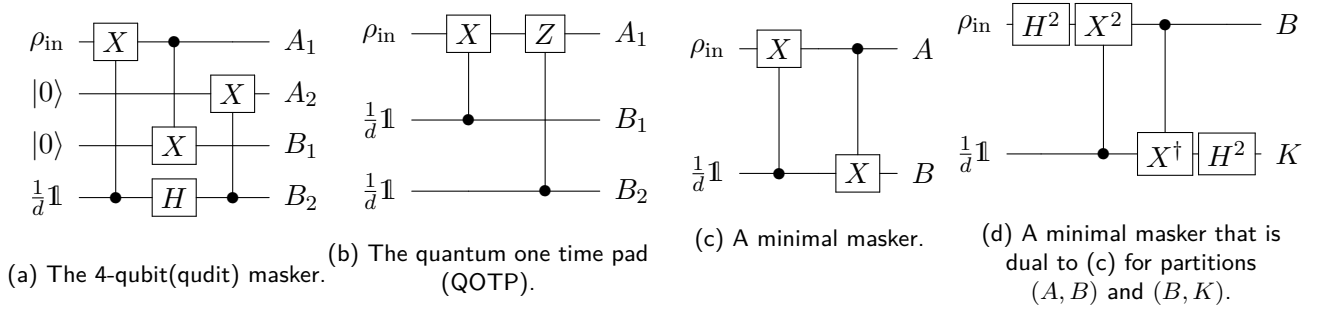 ρin X A1
|0⟩ X A2
|0⟩ X B1
1/d 𝟙 H B2
(a) The 4-qubit(qudit) masker.
ρin X Z A1
1/d 𝟙 B1
1/d 𝟙 B2
(b) The quantum one time pad
(QOTP).
ρin X A
1/d 𝟙 X B
(c) A minimal masker.
ρin H² X² B
1/d 𝟙 X† H² K
(d) A minimal masker that is
dual to (c) for partitions
(A, B) and (B, K).